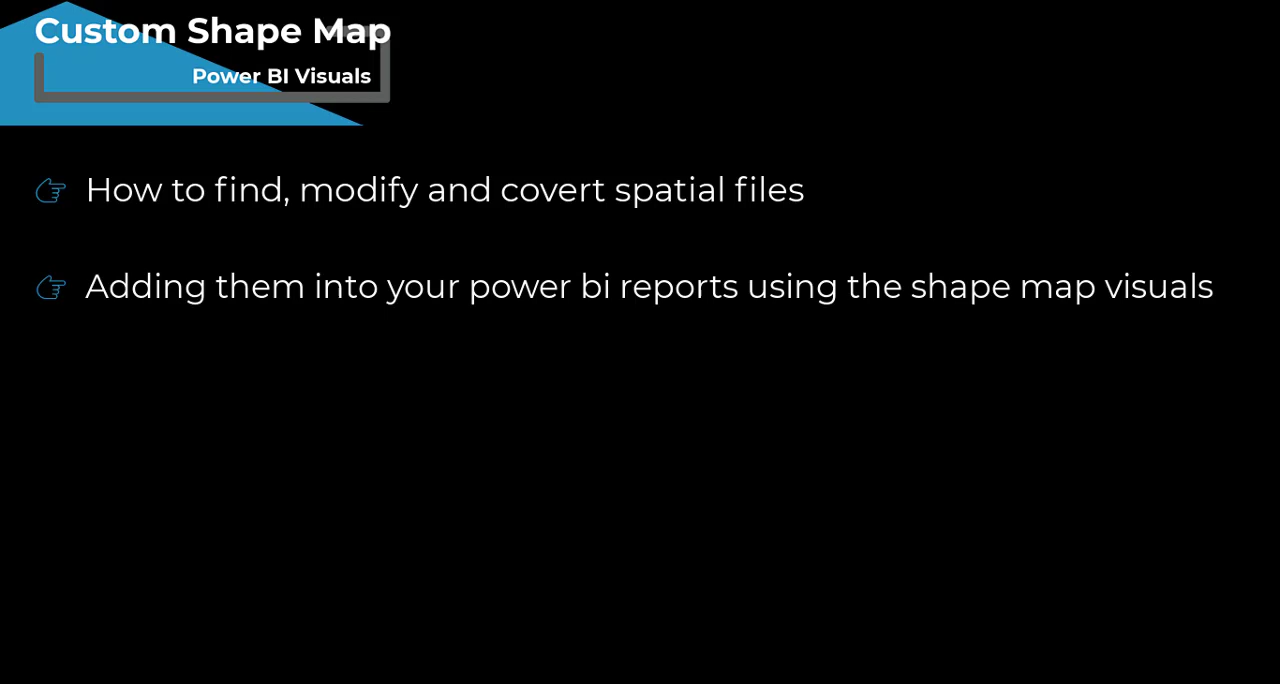 Custom Shape Map
Power BI Visuals
How to find, modify and covert spatial files
Adding them into your power bi reports using the shape map visuals